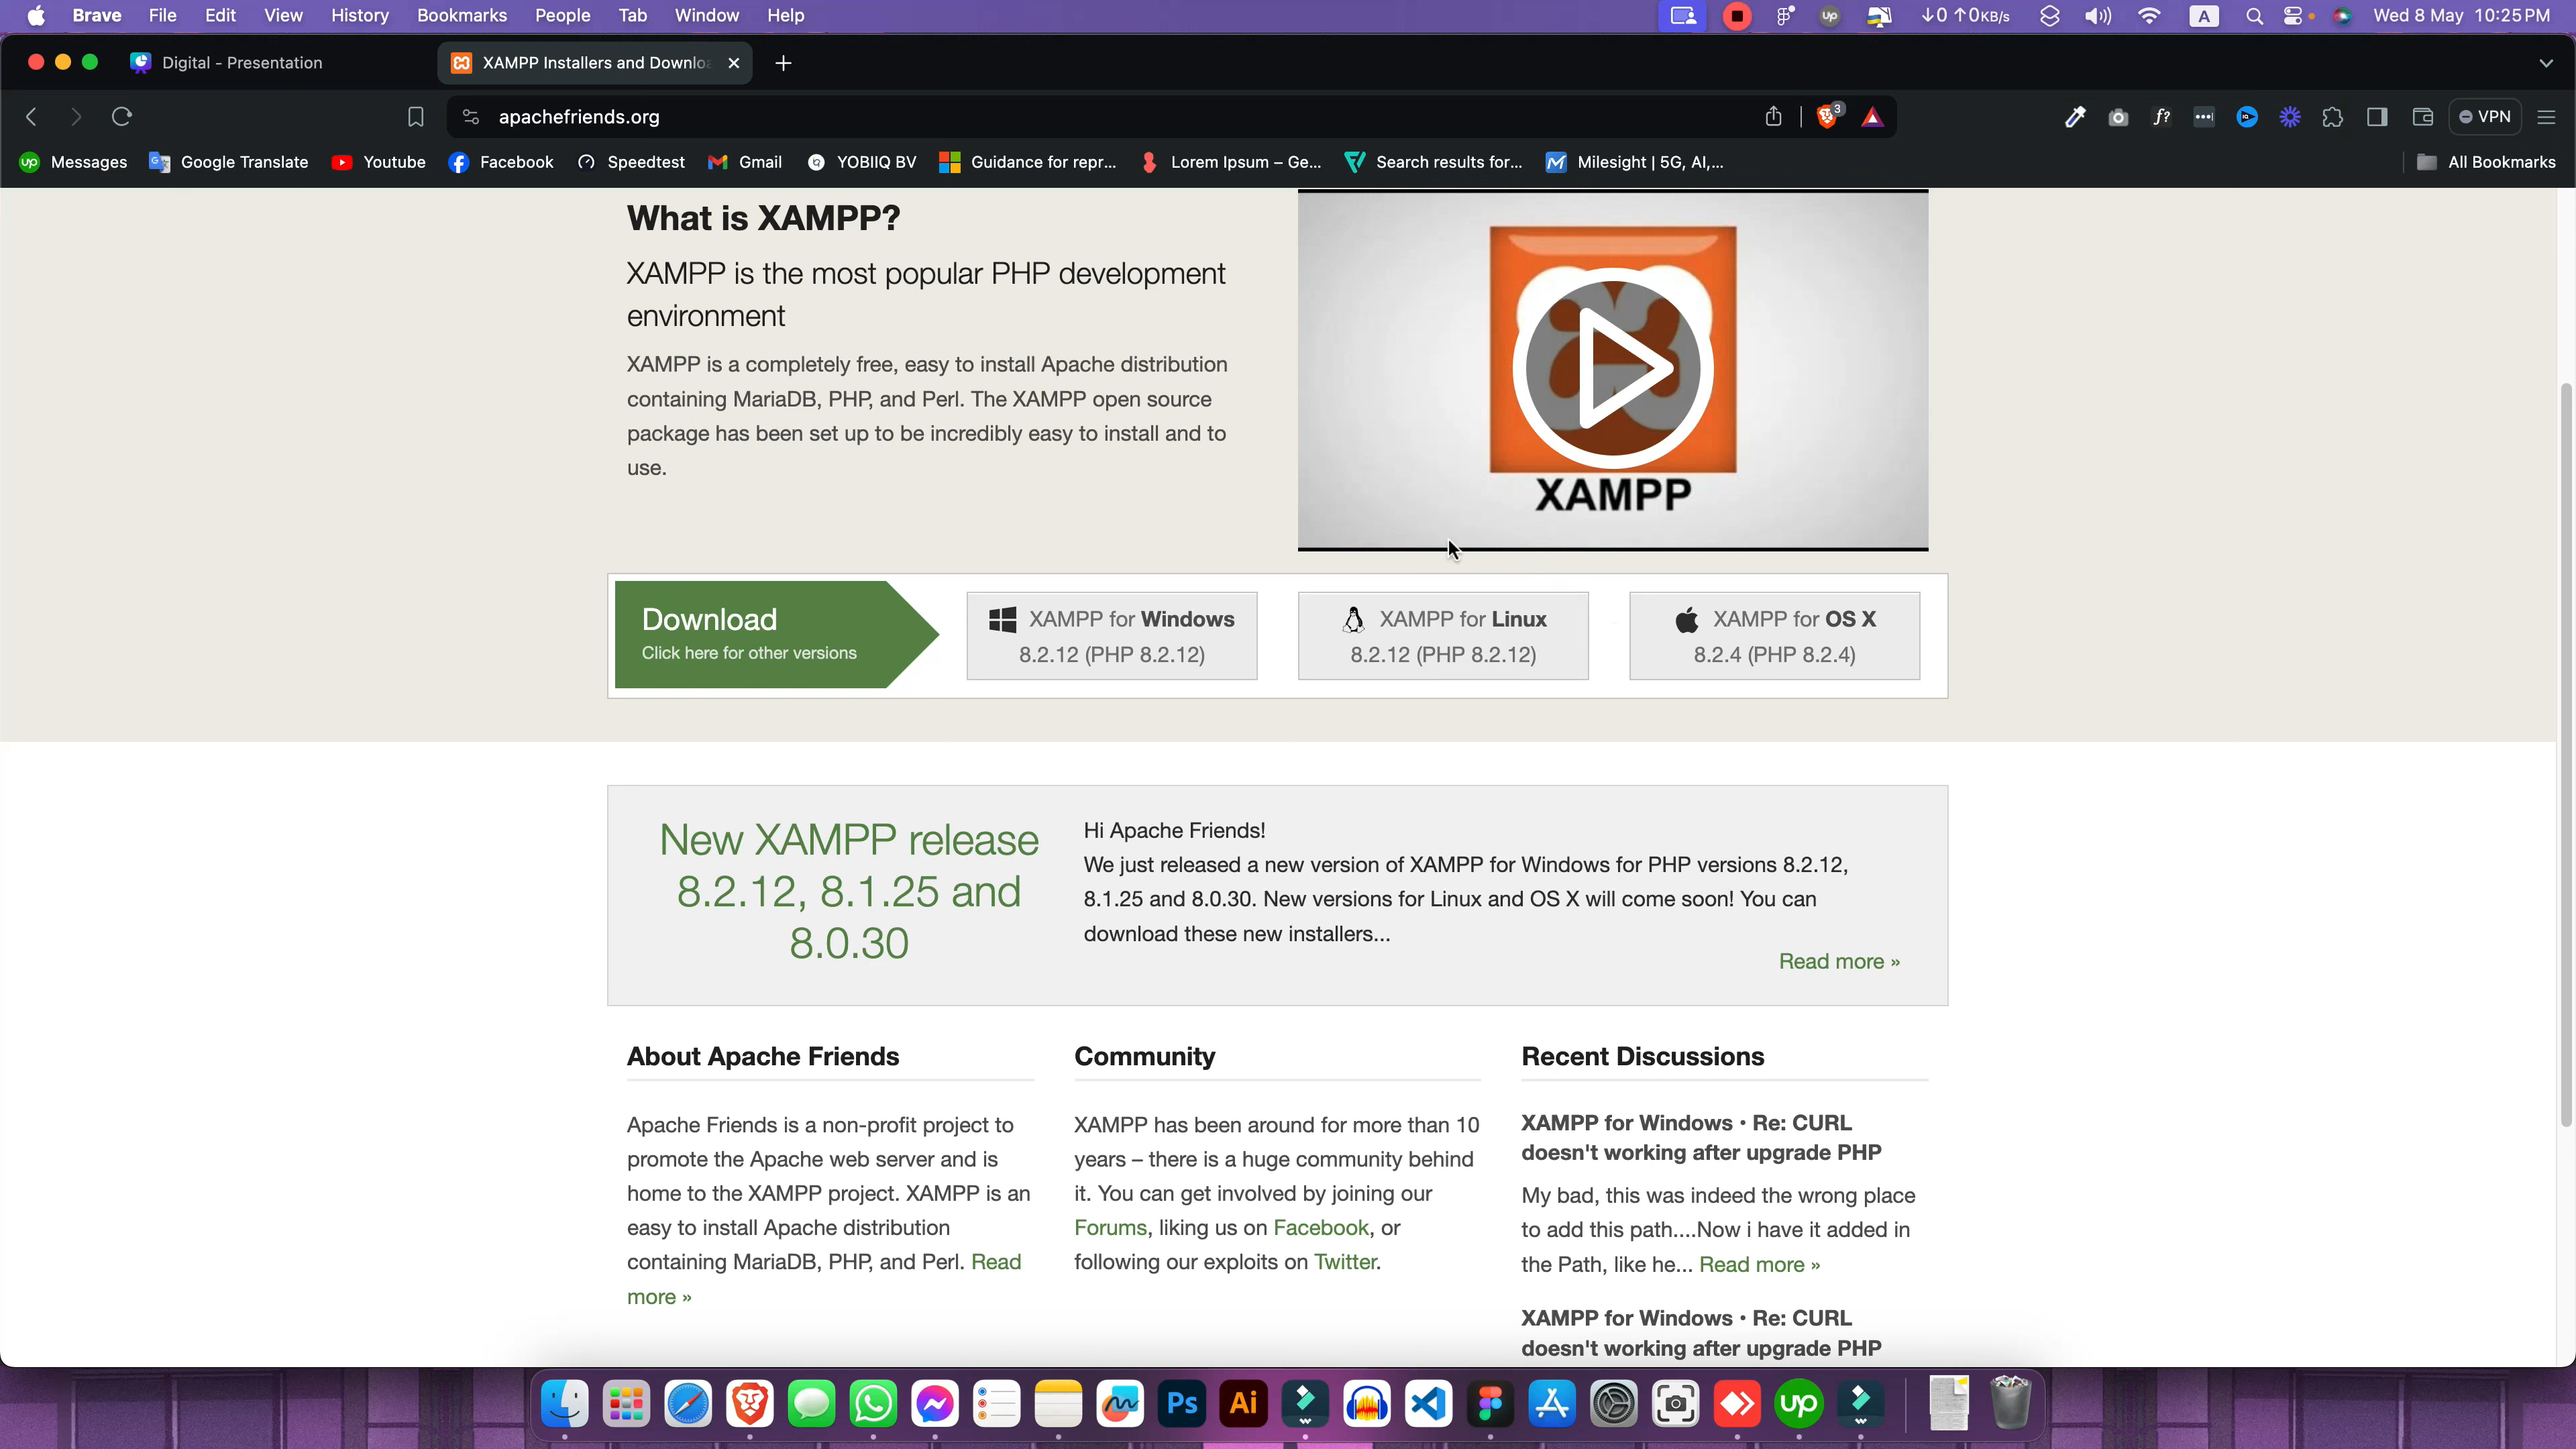 Brave File Edit View History Bookmarks People Tab Window Help
up
↓0 ↑0 KB/s
A
Wed 8 May 10:25 PM
Digital - Presentation
XAMPP Installers and Downlo
apachefriends.org
3
f?
VPN
up Messages
Google Translate
Youtube
Facebook
Speedtest
Gmail
YOBIIQ BV
Guidance for repr...
Lorem Ipsum – Ge...
Search results for...
Milesight | 5G, AI,...
All Bookmarks
What is XAMPP?
XAMPP is the most popular PHP development
environment
XAMPP is a completely free, easy to install Apache distribution
containing MariaDB, PHP, and Perl. The XAMPP open source
package has been set up to be incredibly easy to install and to
use.
XAMPP
Download
Click here for other versions
XAMPP for Windows
8.2.12 (PHP 8.2.12)
XAMPP for Linux
8.2.12 (PHP 8.2.12)
XAMPP for OS X
8.2.4 (PHP 8.2.4)
New XAMPP release
8.2.12, 8.1.25 and
8.0.30
Hi Apache Friends!
We just released a new version of XAMPP for Windows for PHP versions 8.2.12,
8.1.25 and 8.0.30. New versions for Linux and OS X will come soon! You can
download these new installers...
Read more »
About Apache Friends
Apache Friends is a non-profit project to
promote the Apache web server and is
home to the XAMPP project. XAMPP is an
easy to install Apache distribution
containing MariaDB, PHP, and Perl. Read
more »
Community
XAMPP has been around for more than 10
years – there is a huge community behind
it. You can get involved by joining our
Forums, liking us on Facebook, or
following our exploits on Twitter.
Recent Discussions
XAMPP for Windows • Re: CURL
doesn't working after upgrade PHP
My bad, this was indeed the wrong place
to add this path....Now i have it added in
the Path, like he... Read more »
XAMPP for Windows • Re: CURL
doesn't working after upgrade PHP
Ps
Ai
up